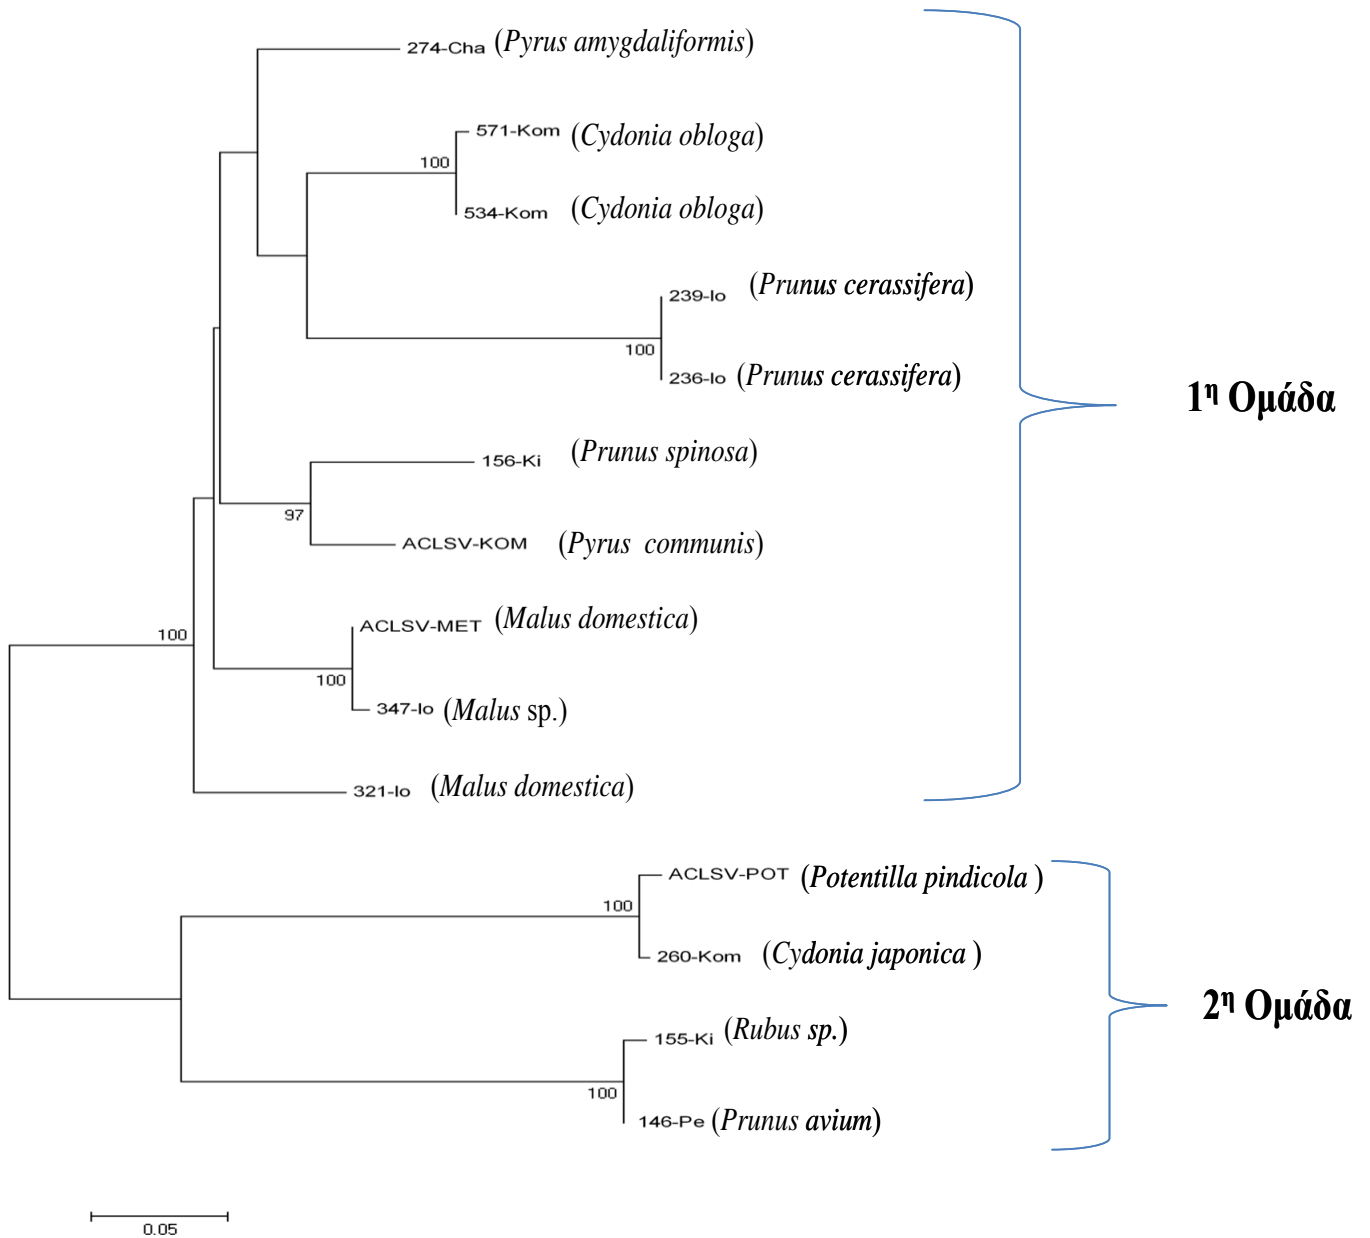 274-Cha (Pyrus amygdaliformis)
571-Kom (Cydonia obloga)
100
534-Kom (Cydonia obloga)
239-Io (Prunus cerassifera)
100
236-Io (Prunus cerassifera)
1η Ομάδα
156-Ki (Prunus spinosa)
97
ACLSV-KOM (Pyrus communis)
ACLSV-MET (Malus domestica)
100
100
347-Io (Malus sp.)
321-Io (Malus domestica)
ACLSV-POT (Potentilla pindicola )
100
260-Kom (Cydonia japonica )
2η Ομάδα
155-Ki (Rubus sp.)
100
146-Pe (Prunus avium)
0.05